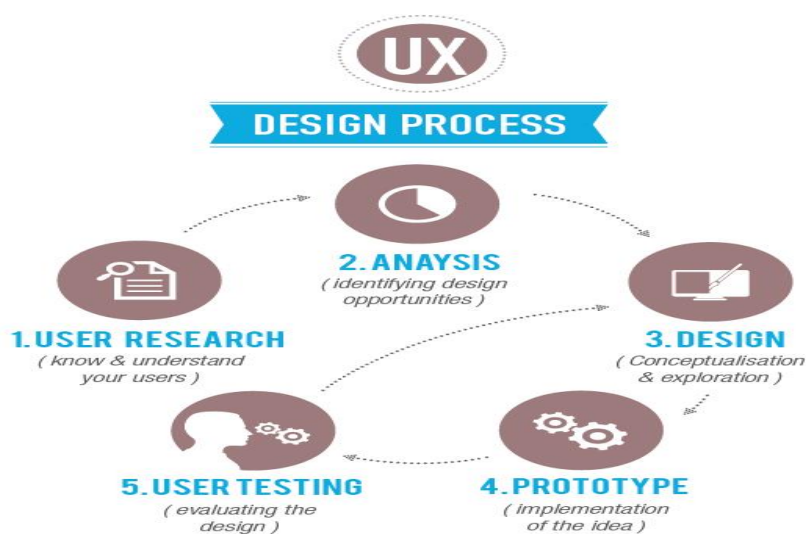 UX
DESIGN PROCESS
2. ANAYSIS
( identifying design
opportunities )
1. USER RESEARCH
( know & understand
your users )
3. DESIGN
( Conceptualisation
& exploration )
5. USER TESTING
( evaluating the
design )
4. PROTOTYPE
( implementation
of the idea )